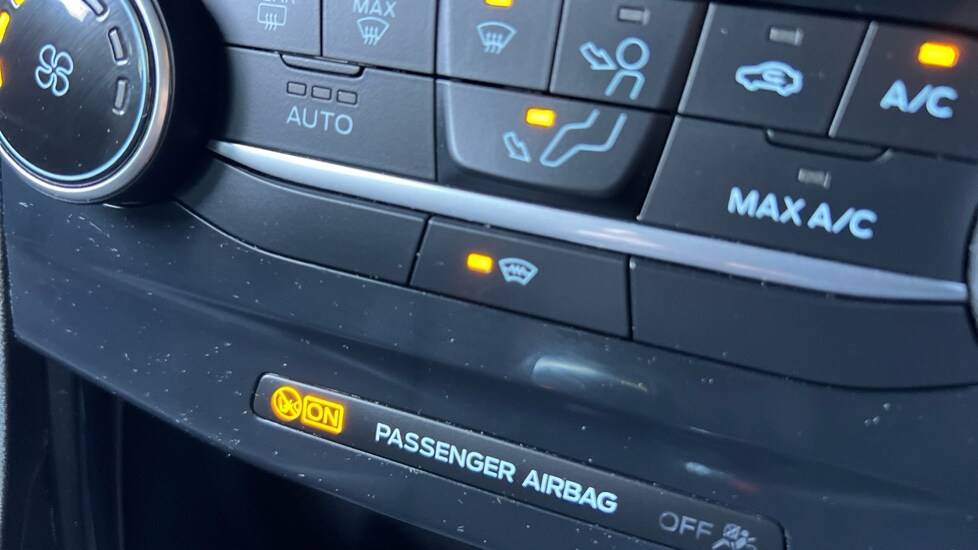 MAX
A/C
AUTO
MAX A/C
ON
PASSENGER AIRBAG
OFF